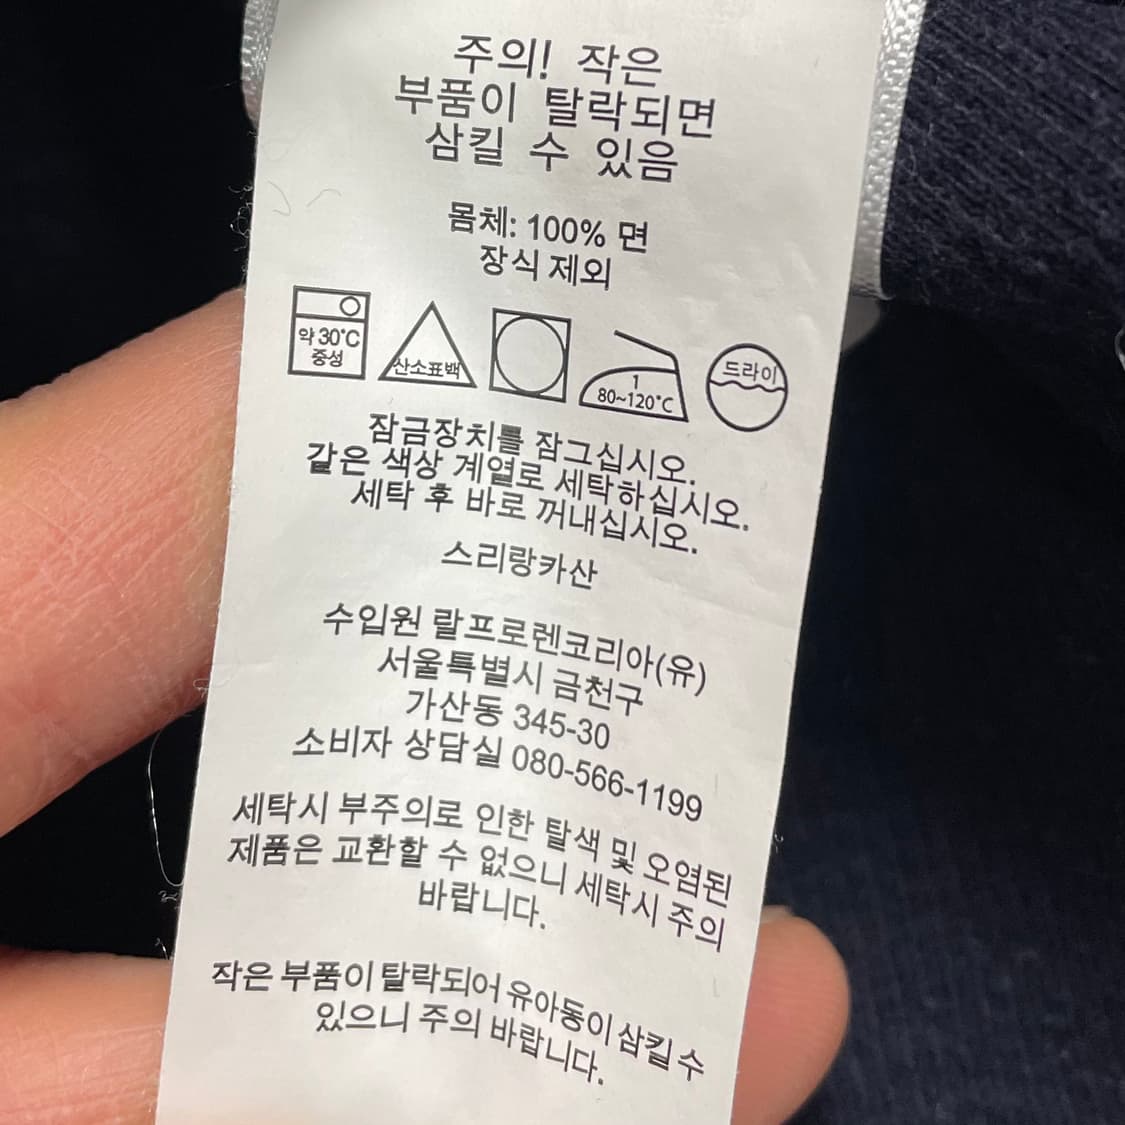 주의! 작은
부품이 탈락되면
삼킬 수 있음
몸체: 100% 면
장식 제외
약 30°C
중성
산소표백
1
80~120°C
드라이
잠금장치를 잠그십시오.
같은 색상 계열로 세탁하십시오.
세탁 후 바로 꺼내십시오.
스리랑카산
수입원 랄프로렌코리아(유)
서울특별시 금천구
가산동 345-30
소비자 상담실 080-566-1199
세탁시 부주의로 인한 탈색 및 오염된
제품은 교환할 수 없으니 세탁시 주의
바랍니다.
작은 부품이 탈락되어 유아동이 삼킬 수
있으니 주의 바랍니다.